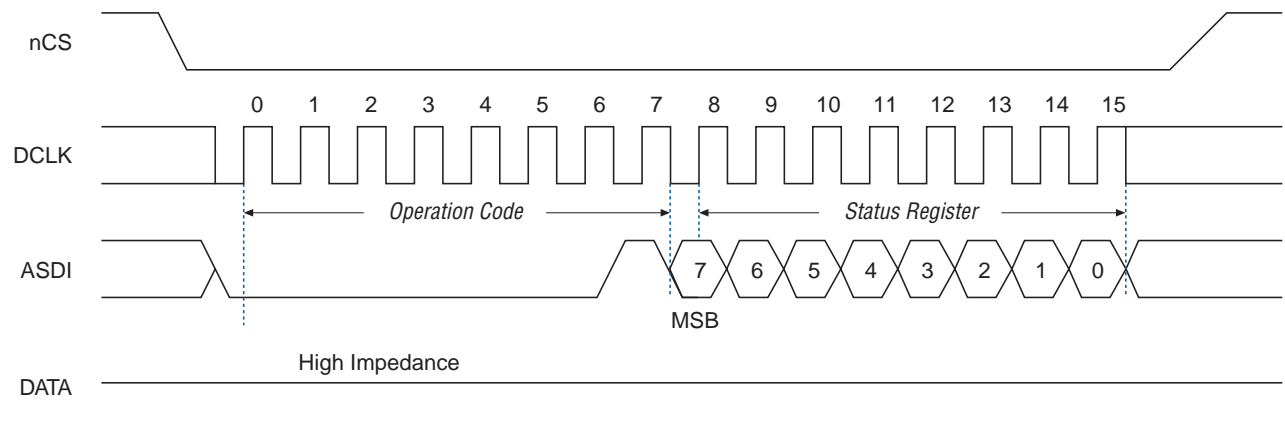 nCS
0 1 2 3 4 5 6 7 8 9 10 11 12 13 14 15
DCLK
Operation Code Status Register
ASDI 7 6 5 4 3 2 1 0
MSB
High Impedance
DATA